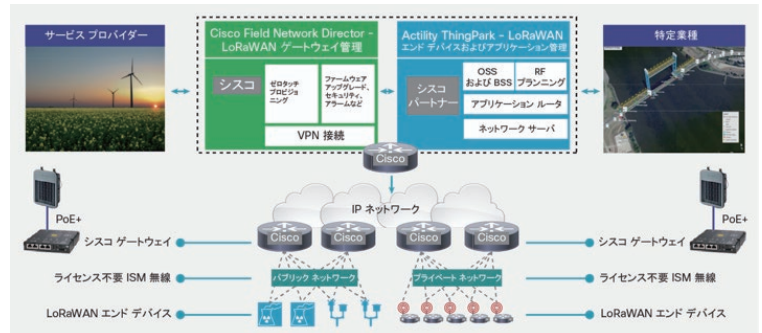 サービス プロバイダー
Cisco Field Network Director -
LoRaWAN ゲートウェイ管理
シスコ
ゼロタッチ
プロビジョ
ニング
ファームウェア
アップグレード、
セキュリティ、
アラームなど
VPN 接続
Actility ThingPark - LoRaWAN
エンド デバイスおよびアプリケーション管理
シスコ
パートナー
OSS
および BSS
RF
プランニング
アプリケーション ルータ
ネットワーク サーバ
特定業種
Cisco
IP ネットワーク
PoE+
PoE+
Cisco
Cisco
Cisco
Cisco
シスコ ゲートウェイ
シスコ ゲートウェイ
パブリック ネットワーク
プライベート ネットワーク
ライセンス不要 ISM 無線
ライセンス不要 ISM 無線
LoRaWAN エンド デバイス
LoRaWAN エンド デバイス